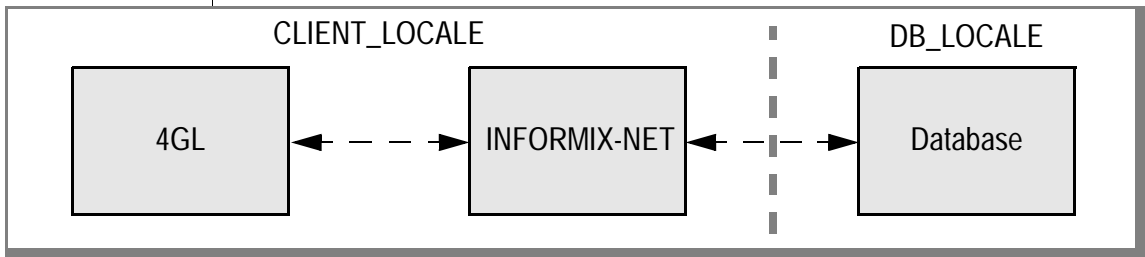 CLIENT_LOCALE
DB_LOCALE
4GL
INFORMIX-NET
Database